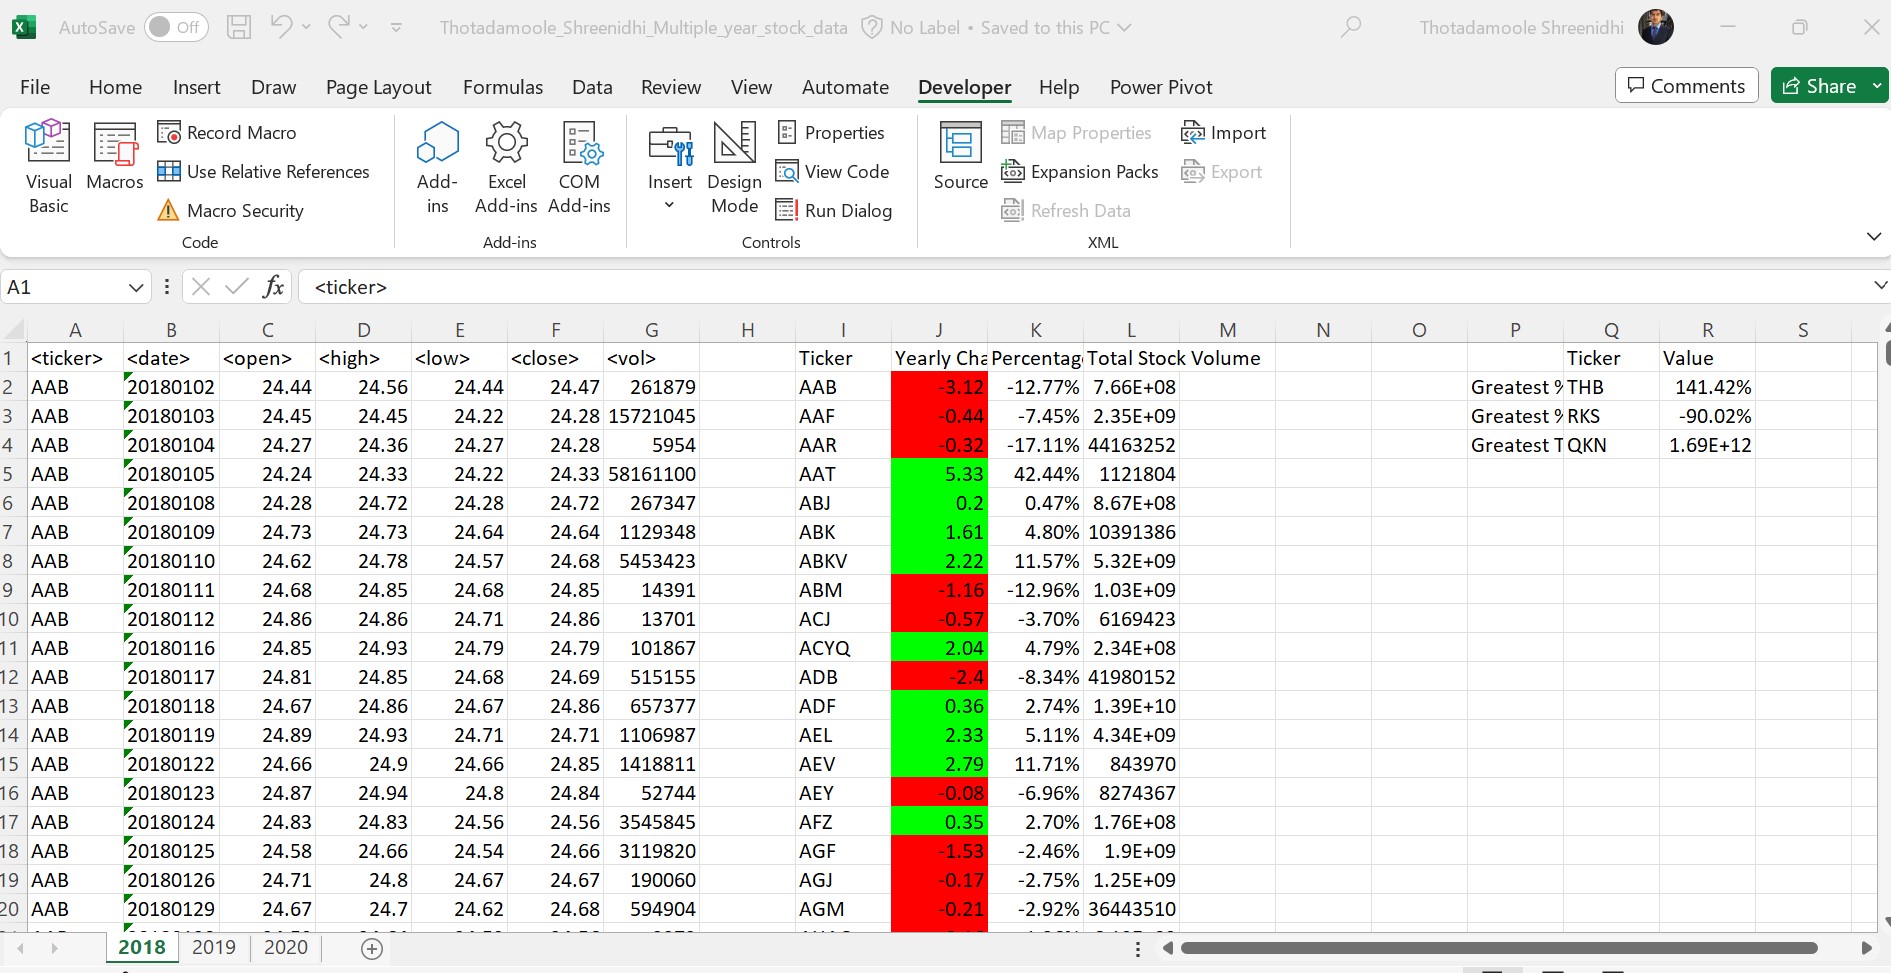 AutoSave Off Thotadamoole_Shreenidhi_Multiple_year_stock_data No Label • Saved to this PC Thotadamoole Shreenidhi
File Home Insert Draw Page Layout Formulas Data Review View Automate Developer Help Power Pivot Comments Share
Visual Basic Macros Record Macro Use Relative References Macro Security Add-ins Excel Add-ins COM Add-ins Insert Design Mode Properties View Code Run Dialog Source Map Properties Expansion Packs Refresh Data Import Export
Code Add-ins Controls XML
A1 fx <ticker>
A B C D E F G H I J K L M N O P Q R S
1 <ticker> <date> <open> <high> <low> <close> <vol> Ticker Yearly Cha Percentag Total Stock Volume Ticker Value
2 AAB 20180102 24.44 24.56 24.44 24.47 261879 AAB -3.12 -12.77% 7.66E+08 Greatest % THB 141.42%
3 AAB 20180103 24.45 24.45 24.22 24.28 15721045 AAF -0.44 -7.45% 2.35E+09 Greatest % RKS -90.02%
4 AAB 20180104 24.27 24.36 24.27 24.28 5954 AAR -0.32 -17.11% 44163252 Greatest T QKN 1.69E+12
5 AAB 20180105 24.24 24.33 24.22 24.33 58161100 AAT 5.33 42.44% 1121804
6 AAB 20180108 24.28 24.72 24.28 24.72 267347 ABJ 0.2 0.47% 8.67E+08
7 AAB 20180109 24.73 24.73 24.64 24.64 1129348 ABK 1.61 4.80% 10391386
8 AAB 20180110 24.62 24.78 24.57 24.68 5453423 ABKV 2.22 11.57% 5.32E+09
9 AAB 20180111 24.68 24.85 24.68 24.85 14391 ABM -1.16 -12.96% 1.03E+09
10 AAB 20180112 24.86 24.86 24.71 24.86 13701 ACJ -0.57 -3.70% 6169423
11 AAB 20180116 24.85 24.93 24.79 24.79 101867 ACYQ 2.04 4.79% 2.34E+08
12 AAB 20180117 24.81 24.85 24.68 24.69 515155 ADB -2.4 -8.34% 41980152
13 AAB 20180118 24.67 24.86 24.67 24.86 657377 ADF 0.36 2.74% 1.39E+10
14 AAB 20180119 24.89 24.93 24.71 24.71 1106987 AEL 2.33 5.11% 4.34E+09
15 AAB 20180122 24.66 24.9 24.66 24.85 1418811 AEV 2.79 11.71% 843970
16 AAB 20180123 24.87 24.94 24.8 24.84 52744 AEY -0.08 -6.96% 8274367
17 AAB 20180124 24.83 24.83 24.56 24.56 3545845 AFZ 0.35 2.70% 1.76E+08
18 AAB 20180125 24.58 24.66 24.54 24.66 3119820 AGF -1.53 -2.46% 1.9E+09
19 AAB 20180126 24.71 24.8 24.67 24.67 190060 AGJ -0.17 -2.75% 1.25E+09
20 AAB 20180129 24.67 24.7 24.62 24.68 594904 AGM -0.21 -2.92% 36443510
2018 2019 2020